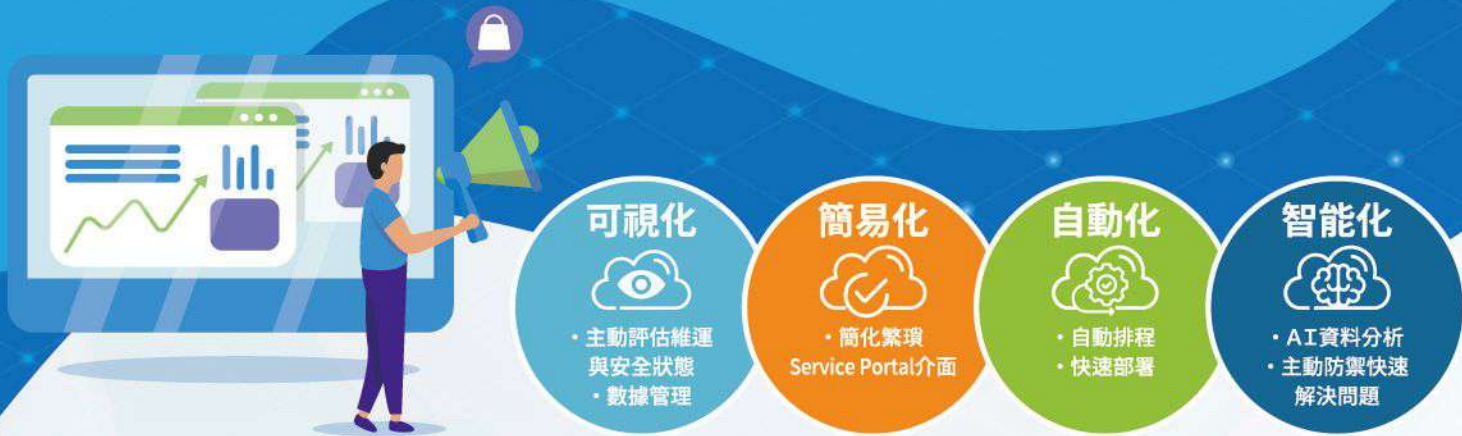 可視化
・主動評估維運
與安全狀態
・數據管理
簡易化
・簡化繁瑣
Service Portal介面
自動化
・自動排程
・快速部署
智能化
・AI資料分析
・主動防禦快速
解決問題